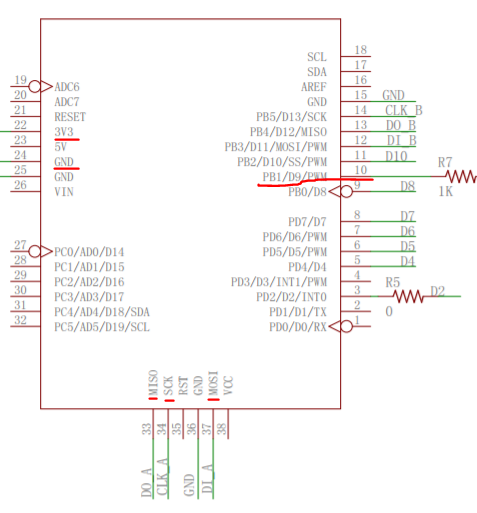 SCL 18
SDA 17
AREF 16
GND 15 GND
PB5/D13/SCK 14 CLK_B
PB4/D12/MISO 13 DO_B
PB3/D11/MOSI/PWM 12 DI_B
PB2/D10/SS/PWM 11 D10
PB1/D9/PWM 10
R7
1K
PB0/D8 9 D8
PD7/D7 8 D7
PD6/D6/PWM 7 D6
PD5/D5/PWM 6 D5
PD4/D4 5 D4
PD3/D3/INT1/PWM 4
PD2/D2/INT0 3
R5
0
D2
PD1/D1/TX 2
PD0/D0/RX 1
19 ADC6
20 ADC7
21 RESET
22 3V3
23 5V
24 GND
25 GND
26 VIN
27 PC0/AD0/D14
28 PC1/AD1/D15
29 PC2/AD2/D16
30 PC3/AD3/D17
31 PC4/AD4/D18/SDA
32 PC5/AD5/D19/SCL
MISO 33 DO_A
SCK 34 CLK_A
RST 35
GND 36 GND
MOSI 37 DI_A
VCC 38